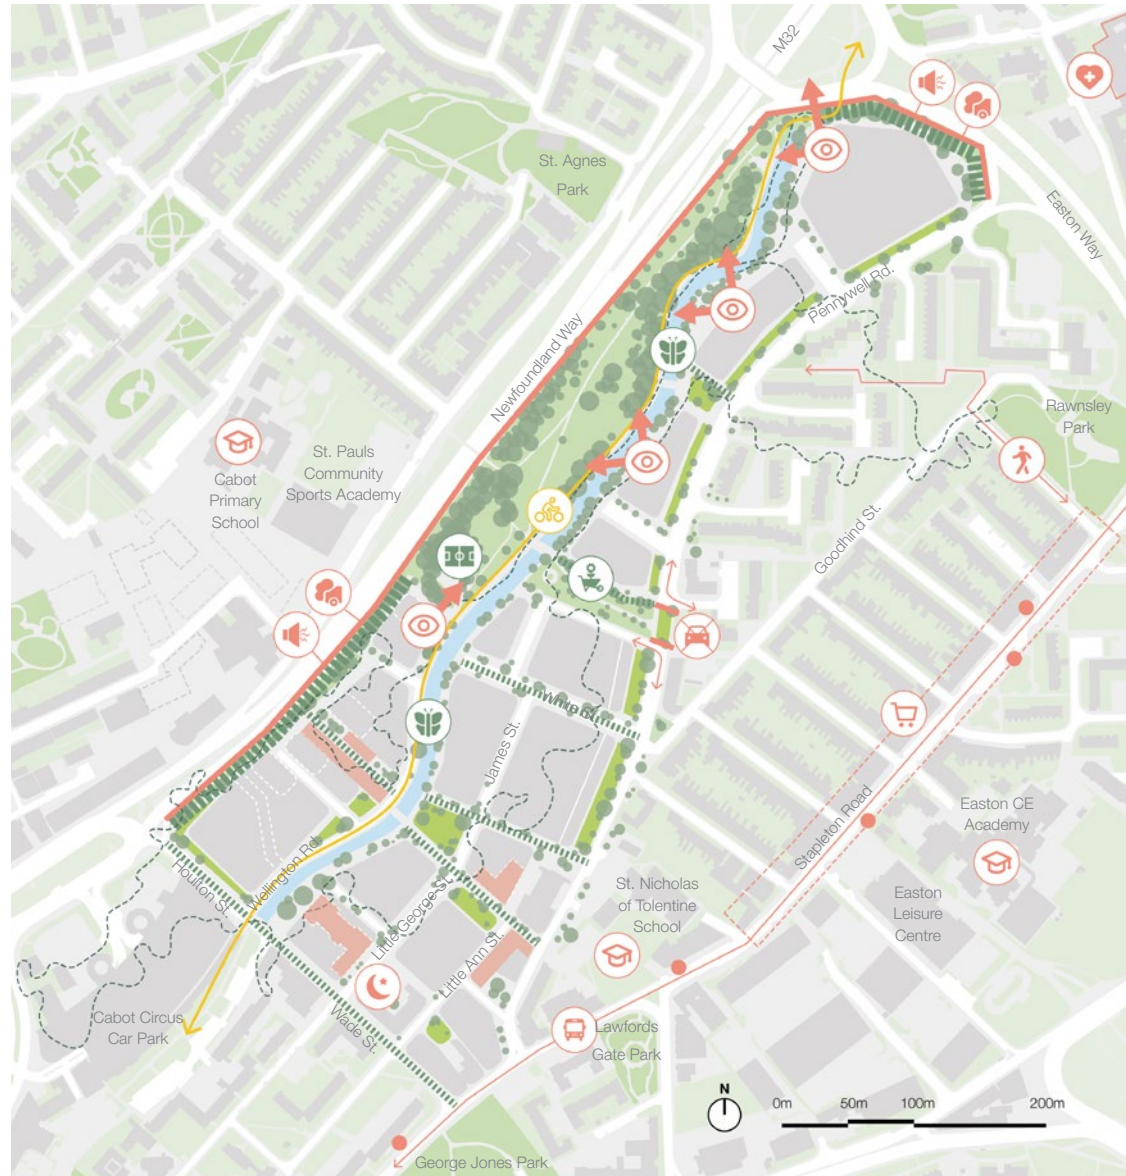 M32
St. Agnes
Park
Easton Way
Pennywell Rd.
Newfoundland Way
Rawnsley
Park
St. Pauls
Community
Sports Academy
Cabot
Primary
School
Goodhind St.
White St.
James St.
Stapleton Road
Easton CE
Academy
Wellington Rd.
Houlton St.
St. Nicholas
of Tolentine
School
Easton
Leisure
Centre
Little George St.
Little Ann St.
Cabot Circus
Car Park
Wade St.
Lawfords
Gate Park
N
0m 50m 100m 200m
George Jones Park